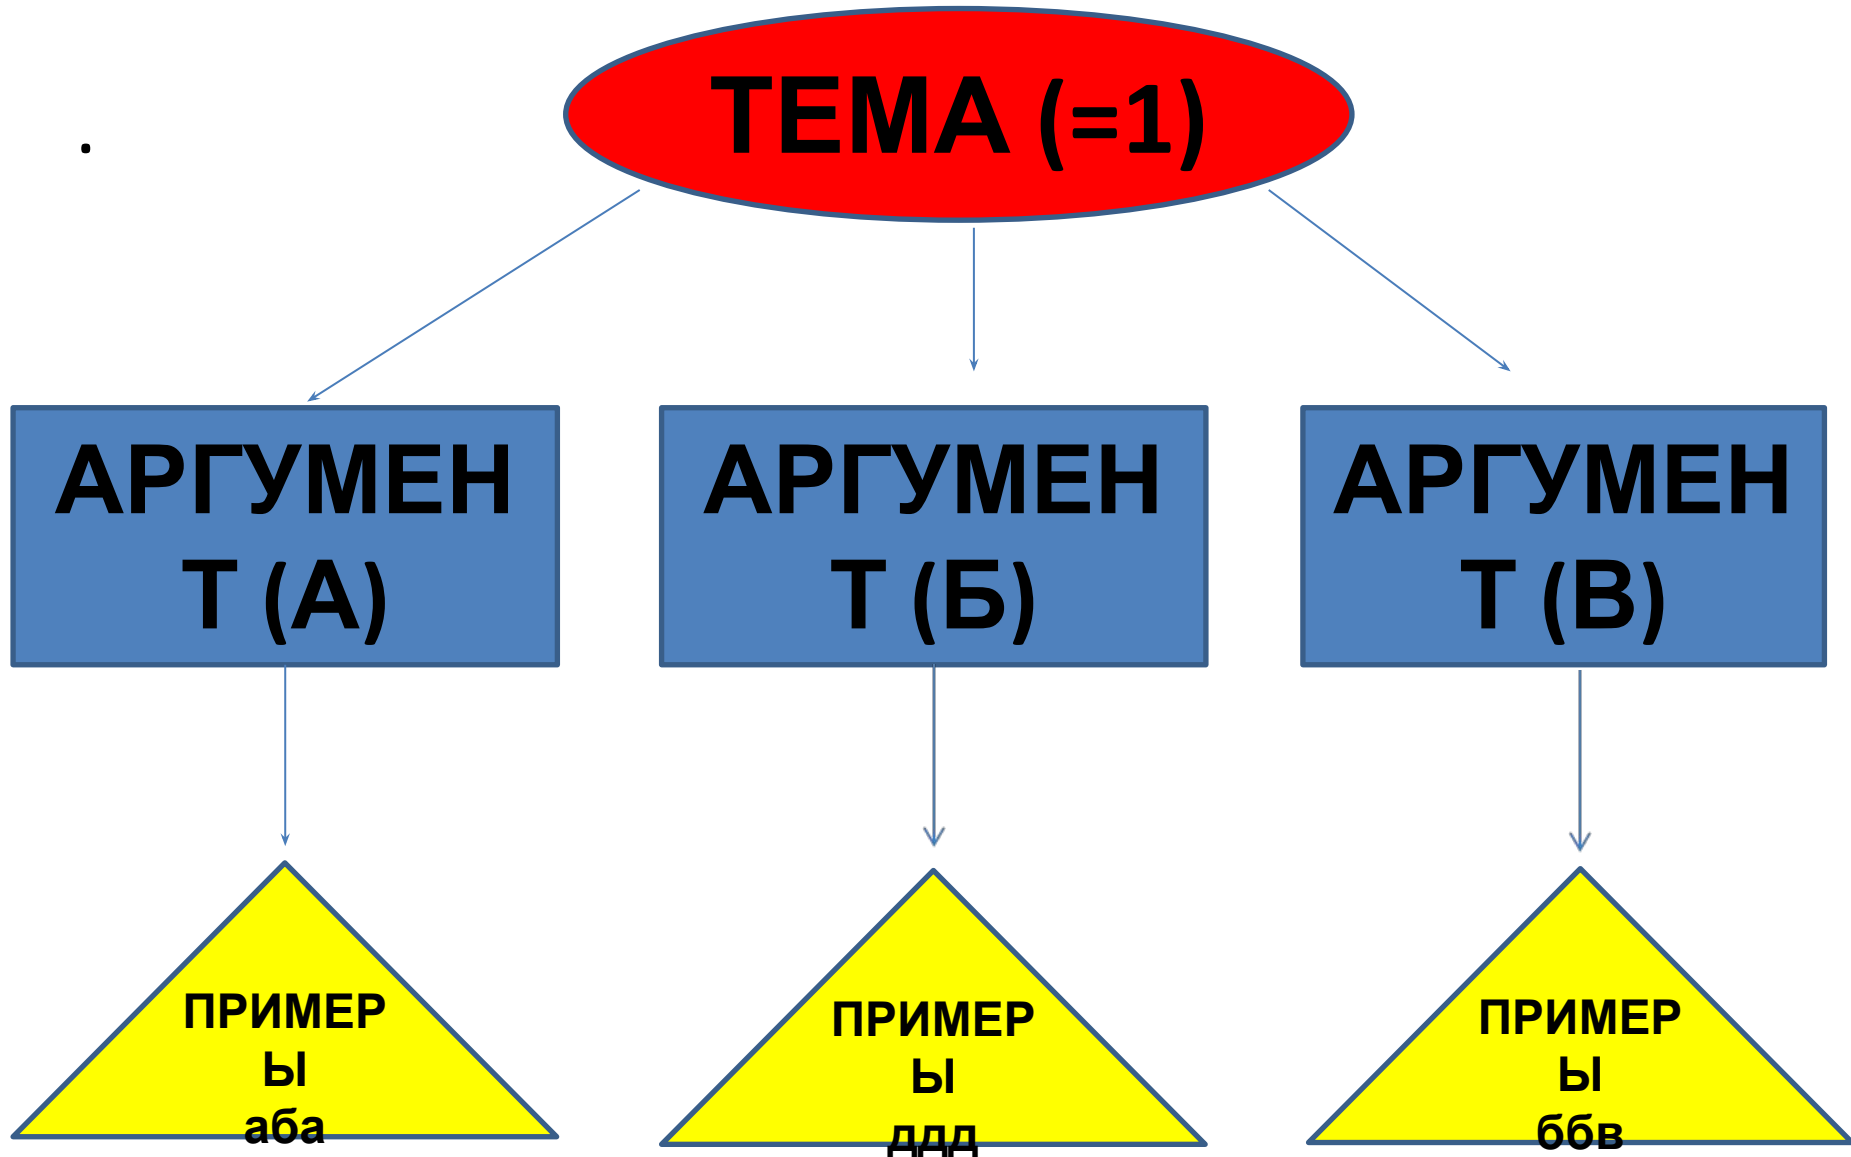 ТЕМА (=1)
.
АРГУМЕН
Т (А)
АРГУМЕН
Т (Б)
АРГУМЕН
Т (В)
ПРИМЕР
Ы
аба
ПРИМЕР
Ы
ддд
ПРИМЕР
Ы
ббв